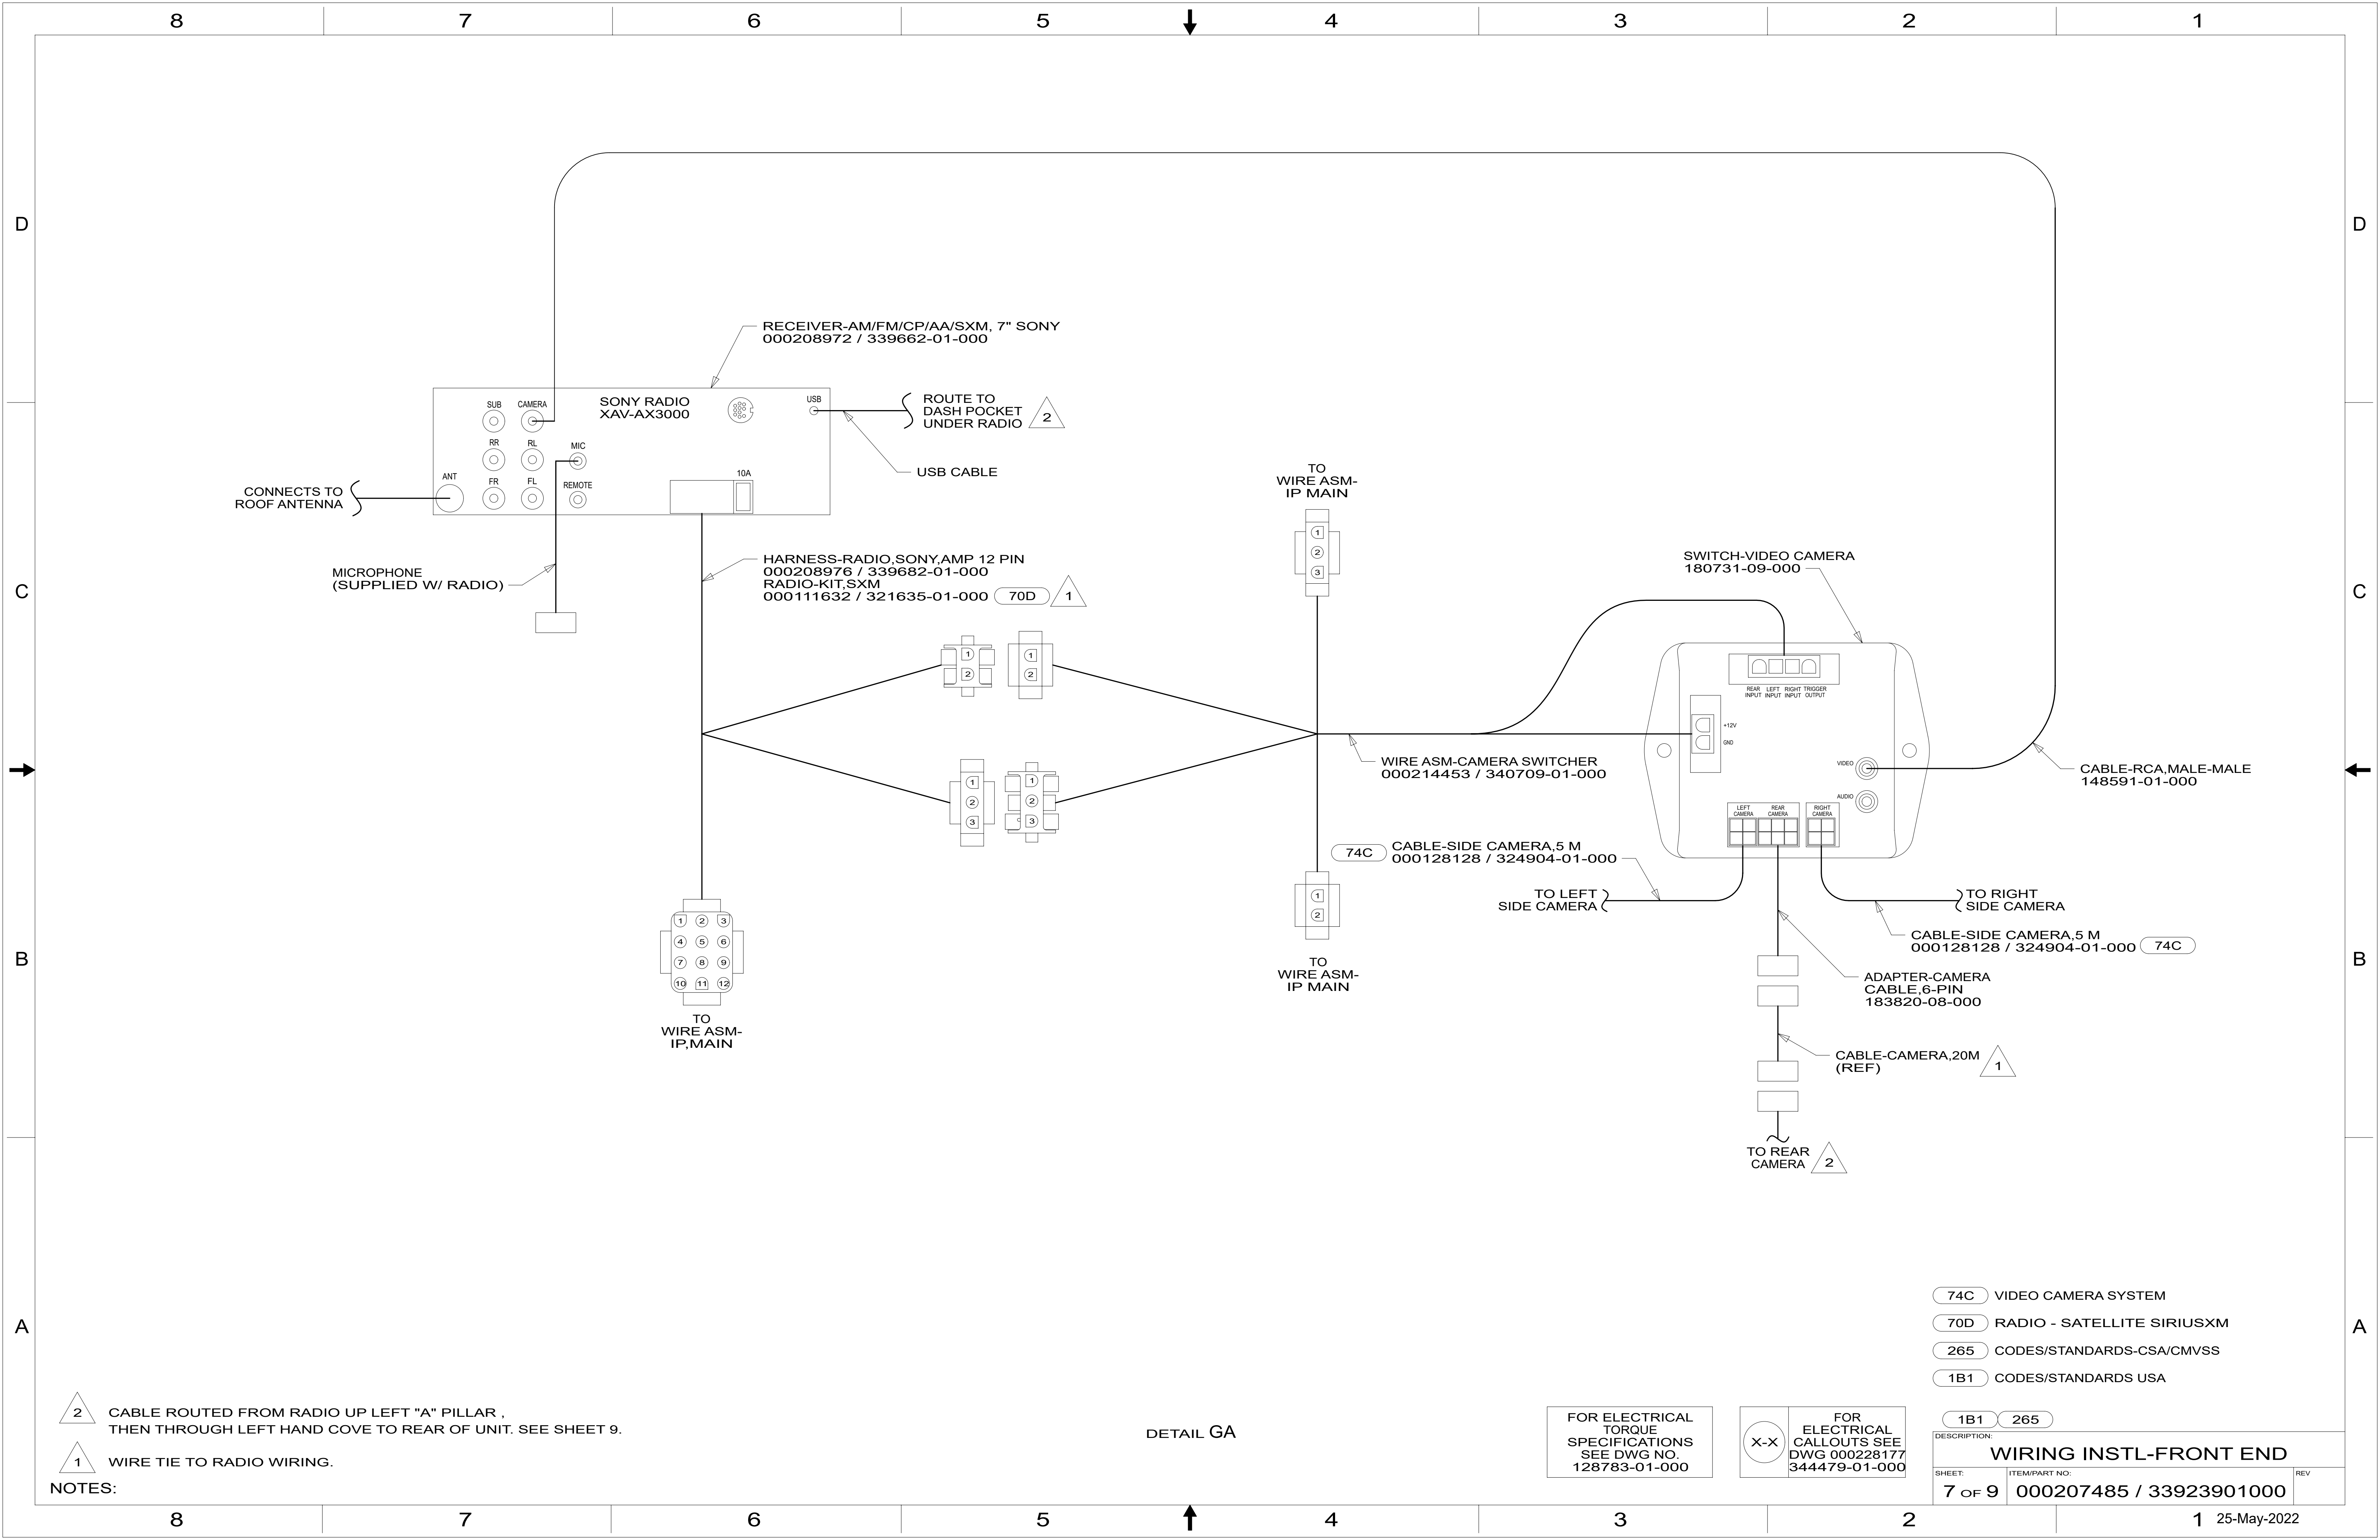 8 7 6 5 4 3 2 1
D
D
RECEIVER-AM/FM/CP/AA/SXM, 7" SONY
000208972 / 339662-01-000
SUB
CAMERA
SONY RADIO
XAV-AX3000
USB
RR
RL
MIC
ANT
FR
FL
REMOTE
10A
ROUTE TO
DASH POCKET
UNDER RADIO
2
USB CABLE
CONNECTS TO
ROOF ANTENNA
MICROPHONE
(SUPPLIED W/ RADIO)
HARNESS-RADIO,SONY,AMP 12 PIN
000208976 / 339682-01-000
RADIO-KIT,SXM
000111632 / 321635-01-000
70D
1
C
C
TO
WIRE ASM-
IP MAIN
1
2
3
1
2
1
2
1
2
3
1
2
3
SWITCH-VIDEO CAMERA
180731-09-000
REAR
INPUT
LEFT
INPUT
RIGHT
INPUT
TRIGGER
OUTPUT
+12V
GND
VIDEO
AUDIO
LEFT
CAMERA
REAR
CAMERA
RIGHT
CAMERA
WIRE ASM-CAMERA SWITCHER
000214453 / 340709-01-000
CABLE-RCA,MALE-MALE
148591-01-000
74C
CABLE-SIDE CAMERA,5 M
000128128 / 324904-01-000
TO LEFT
SIDE CAMERA
TO RIGHT
SIDE CAMERA
CABLE-SIDE CAMERA,5 M
000128128 / 324904-01-000
74C
1
2
TO
WIRE ASM-
IP MAIN
1 2 3
4 5 6
7 8 9
10 11 12
TO
WIRE ASM-
IP,MAIN
B
B
ADAPTER-CAMERA
CABLE,6-PIN
183820-08-000
CABLE-CAMERA,20M
(REF)
1
TO REAR
CAMERA
2
A
A
74C VIDEO CAMERA SYSTEM
70D RADIO - SATELLITE SIRIUSXM
265 CODES/STANDARDS-CSA/CMVSS
1B1 CODES/STANDARDS USA
1B1 265
2 CABLE ROUTED FROM RADIO UP LEFT "A" PILLAR ,
THEN THROUGH LEFT HAND COVE TO REAR OF UNIT. SEE SHEET 9.
1 WIRE TIE TO RADIO WIRING.
NOTES:
DETAIL GA
FOR ELECTRICAL
TORQUE
SPECIFICATIONS
SEE DWG NO.
128783-01-000
X-X
FOR
ELECTRICAL
CALLOUTS SEE
DWG 000228177
344479-01-000
DESCRIPTION:
WIRING INSTL-FRONT END
SHEET:
7 OF 9
ITEM/PART NO:
000207485 / 33923901000
REV
8 7 6 5 4 3 2 1
25-May-2022